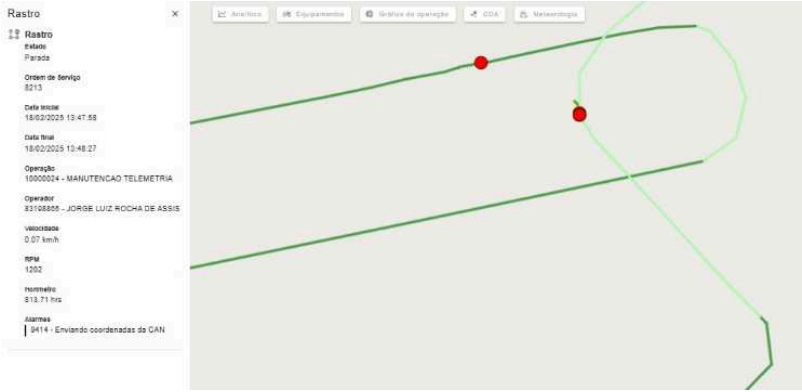 Rastro ×
Analítico Equipamentos Gráfico de operação COA Meteorologia
Rastro
Estado
Parada
Ordem de Serviço
8213
Data Inicial
18/02/2025 13:47:58
Data final
18/02/2025 13:48:27
Operação
10000024 - MANUTENCAO TELEMETRIA
Operador
83198865 - JORGE LUIZ ROCHA DE ASSIS
Velocidade
0.07 km/h
RPM
1202
Horímetro
813.71 hrs
Alarmes
9414 - Enviando coordenadas da CAN